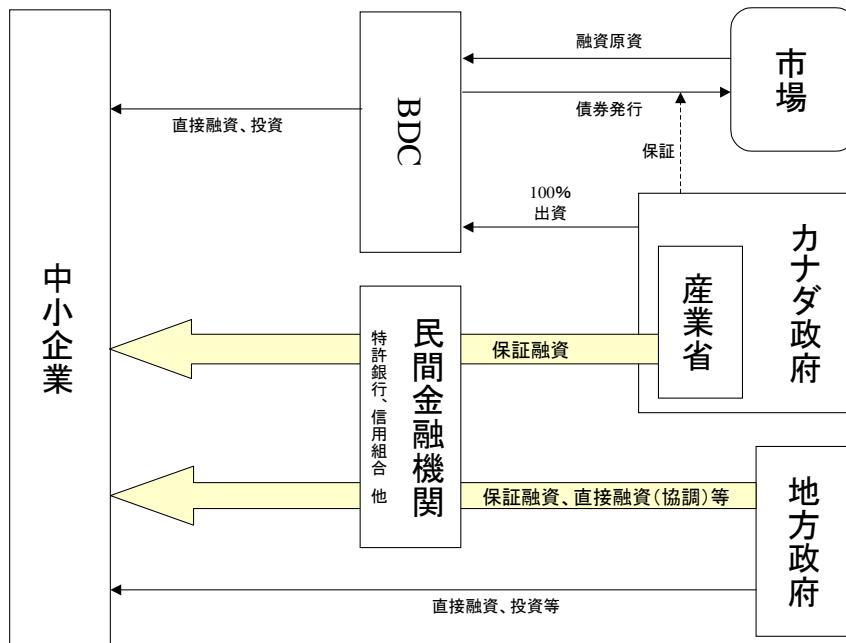 融資原資
市場
債券発行
BDC
直接融資、投資
保証
100%
出資
カナダ政府
産業省
中小企業
保証融資
民間金融機関
特許銀行、信用組合 他
保証融資、直接融資(協調)等
地方政府
直接融資、投資等